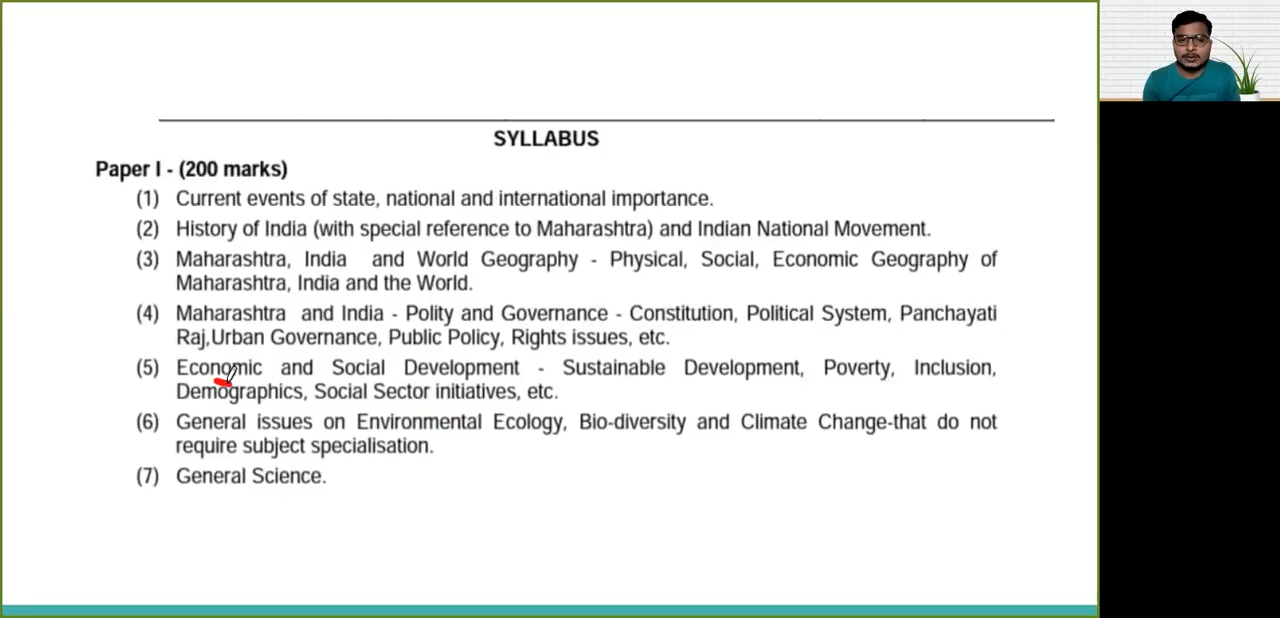 SYLLABUS
Paper I - (200 marks)
(1) Current events of state, national and international importance.
(2) History of India (with special reference to Maharashtra) and Indian National Movement.
(3) Maharashtra, India and World Geography - Physical, Social, Economic Geography of
Maharashtra, India and the World.
(4) Maharashtra and India - Polity and Governance - Constitution, Political System, Panchayati
Raj,Urban Governance, Public Policy, Rights issues, etc.
(5) Economic and Social Development - Sustainable Development, Poverty, Inclusion,
Demographics, Social Sector initiatives, etc.
(6) General issues on Environmental Ecology, Bio-diversity and Climate Change-that do not
require subject specialisation.
(7) General Science.